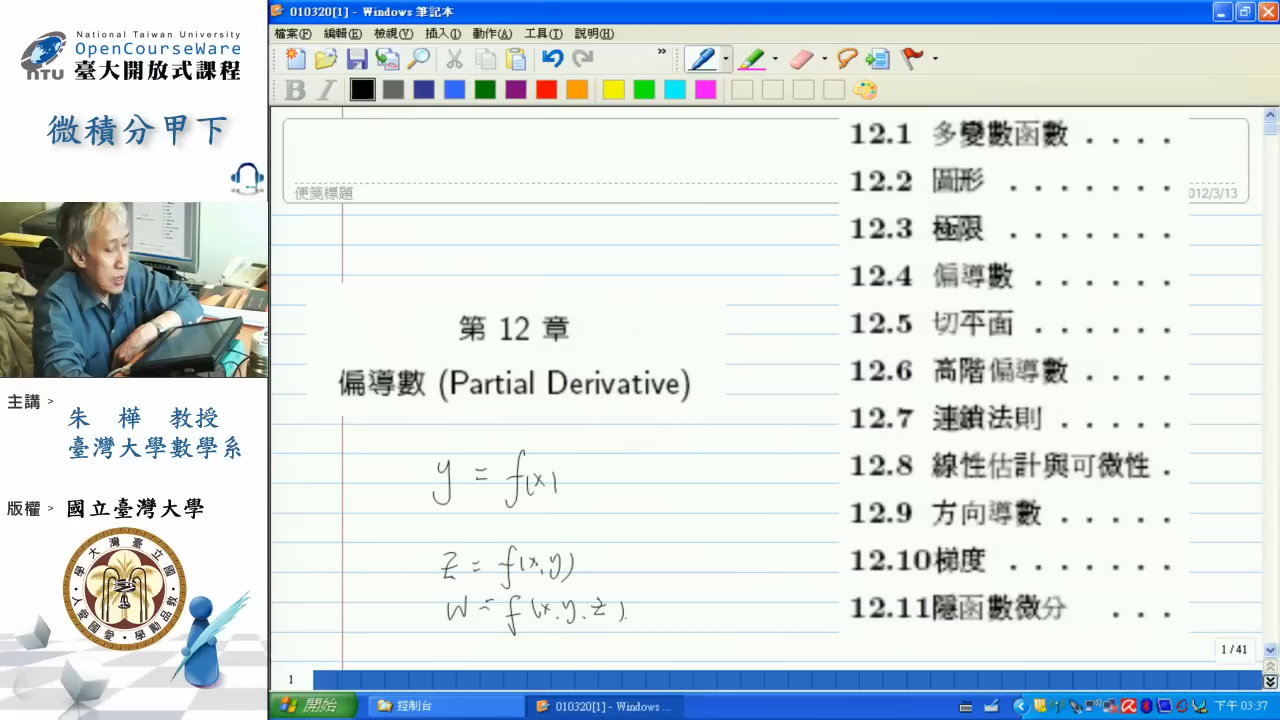 National Taiwan University
OpenCourseWare
NTU 臺大開放式課程
微積分甲下
主講 >
朱 樺 教授
臺灣大學數學系
版權 > 國立臺灣大學
010320[1] - Windows 筆記本
檔案(F) 編輯(E) 檢視(V) 插入(I) 動作(A) 工具(T) 說明(H)
B I
便箋標題
012/3/13
第 12 章
偏導數 (Partial Derivative)
y = f(x)
z = f(x,y)
w = f(x,y,z).
12.1 多變數函數 . . . .
12.2 圖形 . . . . . . .
12.3 極限 . . . . . . .
12.4 偏導數 . . . . . .
12.5 切平面 . . . . . .
12.6 高階偏導數 . . . .
12.7 連鎖法則 . . . . .
12.8 線性估計與可微性 .
12.9 方向導數 . . . . .
12.10 梯度 . . . . . . .
12.11 隱函數微分 . . .
1 / 41
1
開始 控制台 010320[1] - Windows ... 下午 03:37